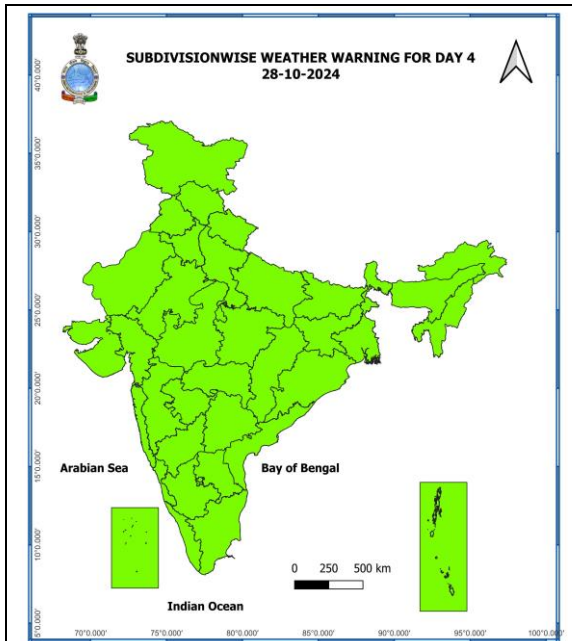 SUBDIVISIONWISE WEATHER WARNING FOR DAY 4
28-10-2024
40°0.000'
35°0.000'
30°0.000'
25°0.000'
20°0.000'
15°0.000'
10°0.000'
5°0.000'
Arabian Sea
Bay of Bengal
0 250 500 km
Indian Ocean
70°0.000' 75°0.000' 80°0.000' 85°0.000' 90°0.000' 95°0.000' 100°0.000'